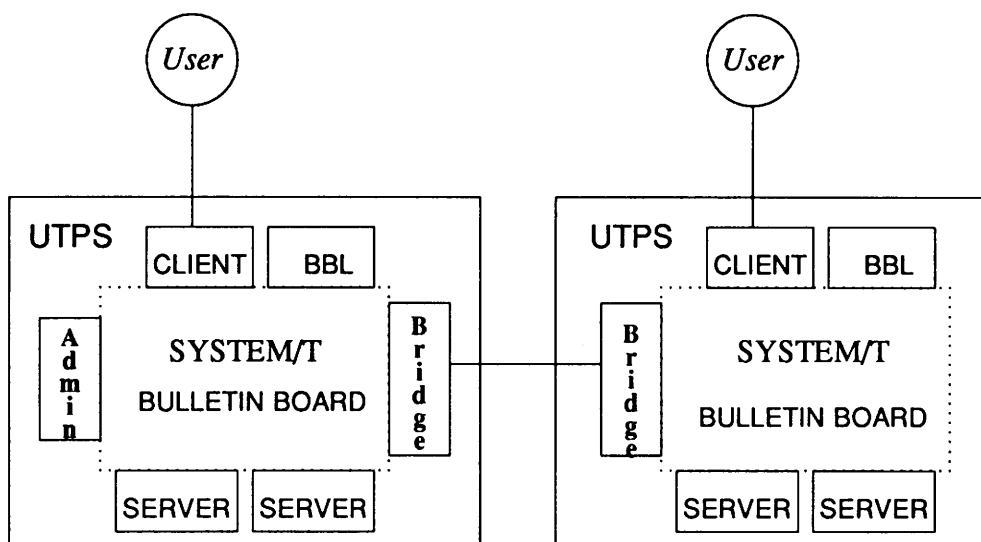 User
User
UTPS
CLIENT
BBL
Admin
SYSTEM/T
BULLETIN BOARD
Bridge
SERVER
SERVER
UTPS
CLIENT
BBL
Bridge
SYSTEM/T
BULLETIN BOARD
SERVER
SERVER